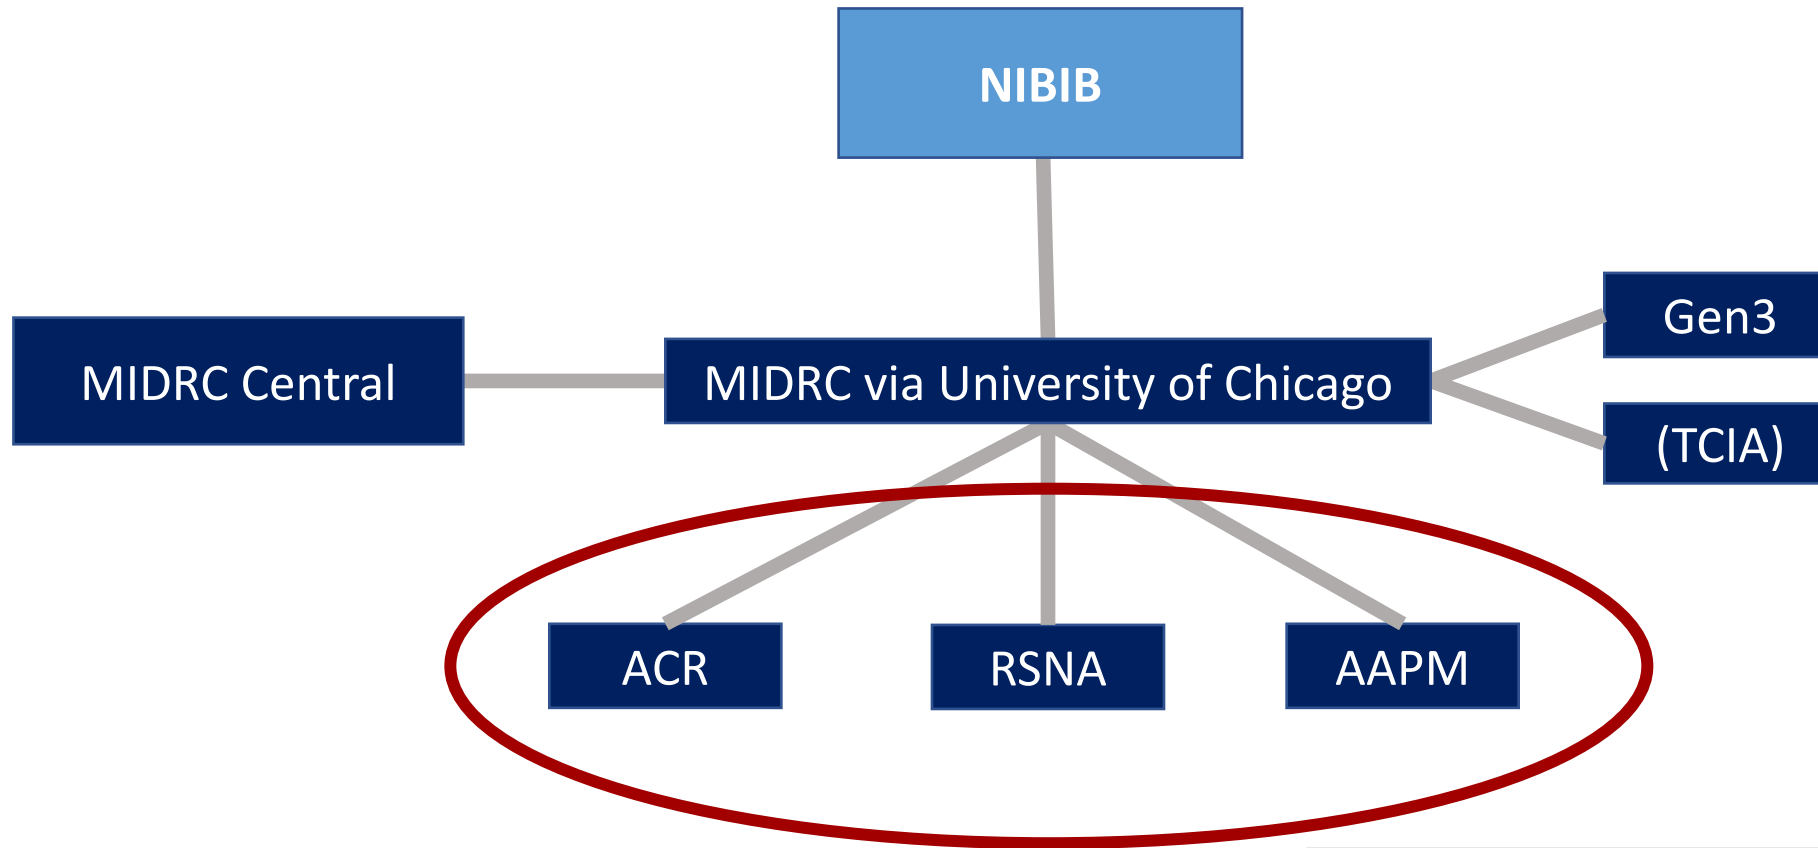 NIBIB
Gen3
MIDRC Central
MIDRC via University of Chicago
(TCIA)
ACR
RSNA
AAPM